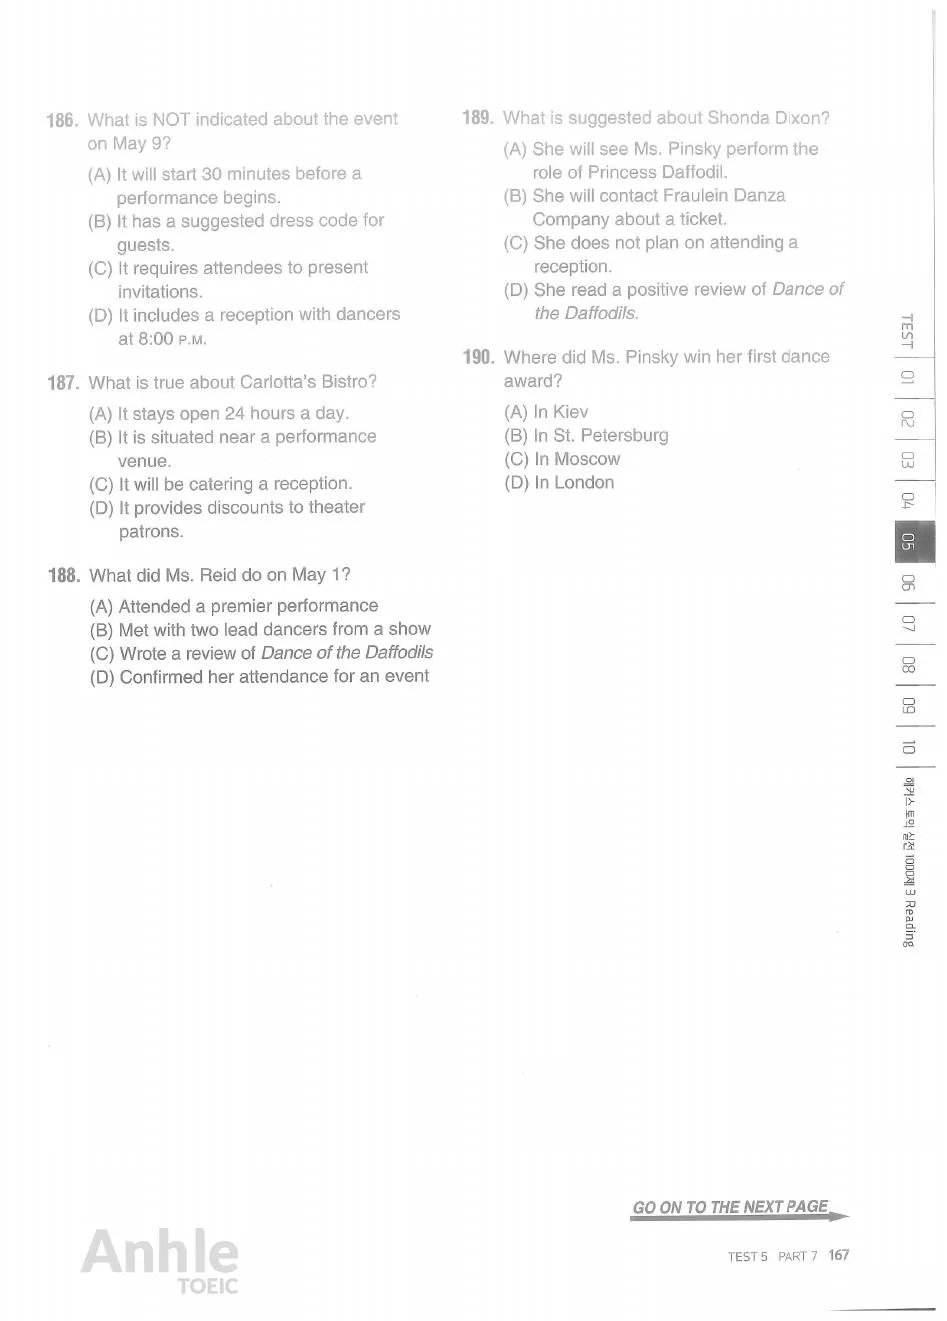 186. What is NOT indicated about the event
on May 9?
(A) It will start 30 minutes before a
performance begins.
(B) It has a suggested dress code for
guests.
(C) It requires attendees to present
invitations.
(D) It includes a reception with dancers
at 8:00 P.M.
187. What is true about Carlotta's Bistro?
(A) It stays open 24 hours a day.
(B) It is situated near a performance
venue.
(C) It will be catering a reception.
(D) It provides discounts to theater
patrons.
188. What did Ms. Reid do on May 1?
(A) Attended a premier performance
(B) Met with two lead dancers from a show
(C) Wrote a review of Dance of the Daffodils
(D) Confirmed her attendance for an event
189. What is suggested about Shonda Dixon?
(A) She will see Ms. Pinsky perform the
role of Princess Daffodil.
(B) She will contact Fraulein Danza
Company about a ticket.
(C) She does not plan on attending a
reception.
(D) She read a positive review of Dance of
the Daffodils.
190. Where did Ms. Pinsky win her first dance
award?
(A) In Kiev
(B) In St. Petersburg
(C) In Moscow
(D) In London
TEST 01 02 03 04 05 06 07 08 09 10 해커스 토익 실전 1000제 3 Reading
GO ON TO THE NEXT PAGE
TEST 5 PART 7 167
Anhle
TOEIC